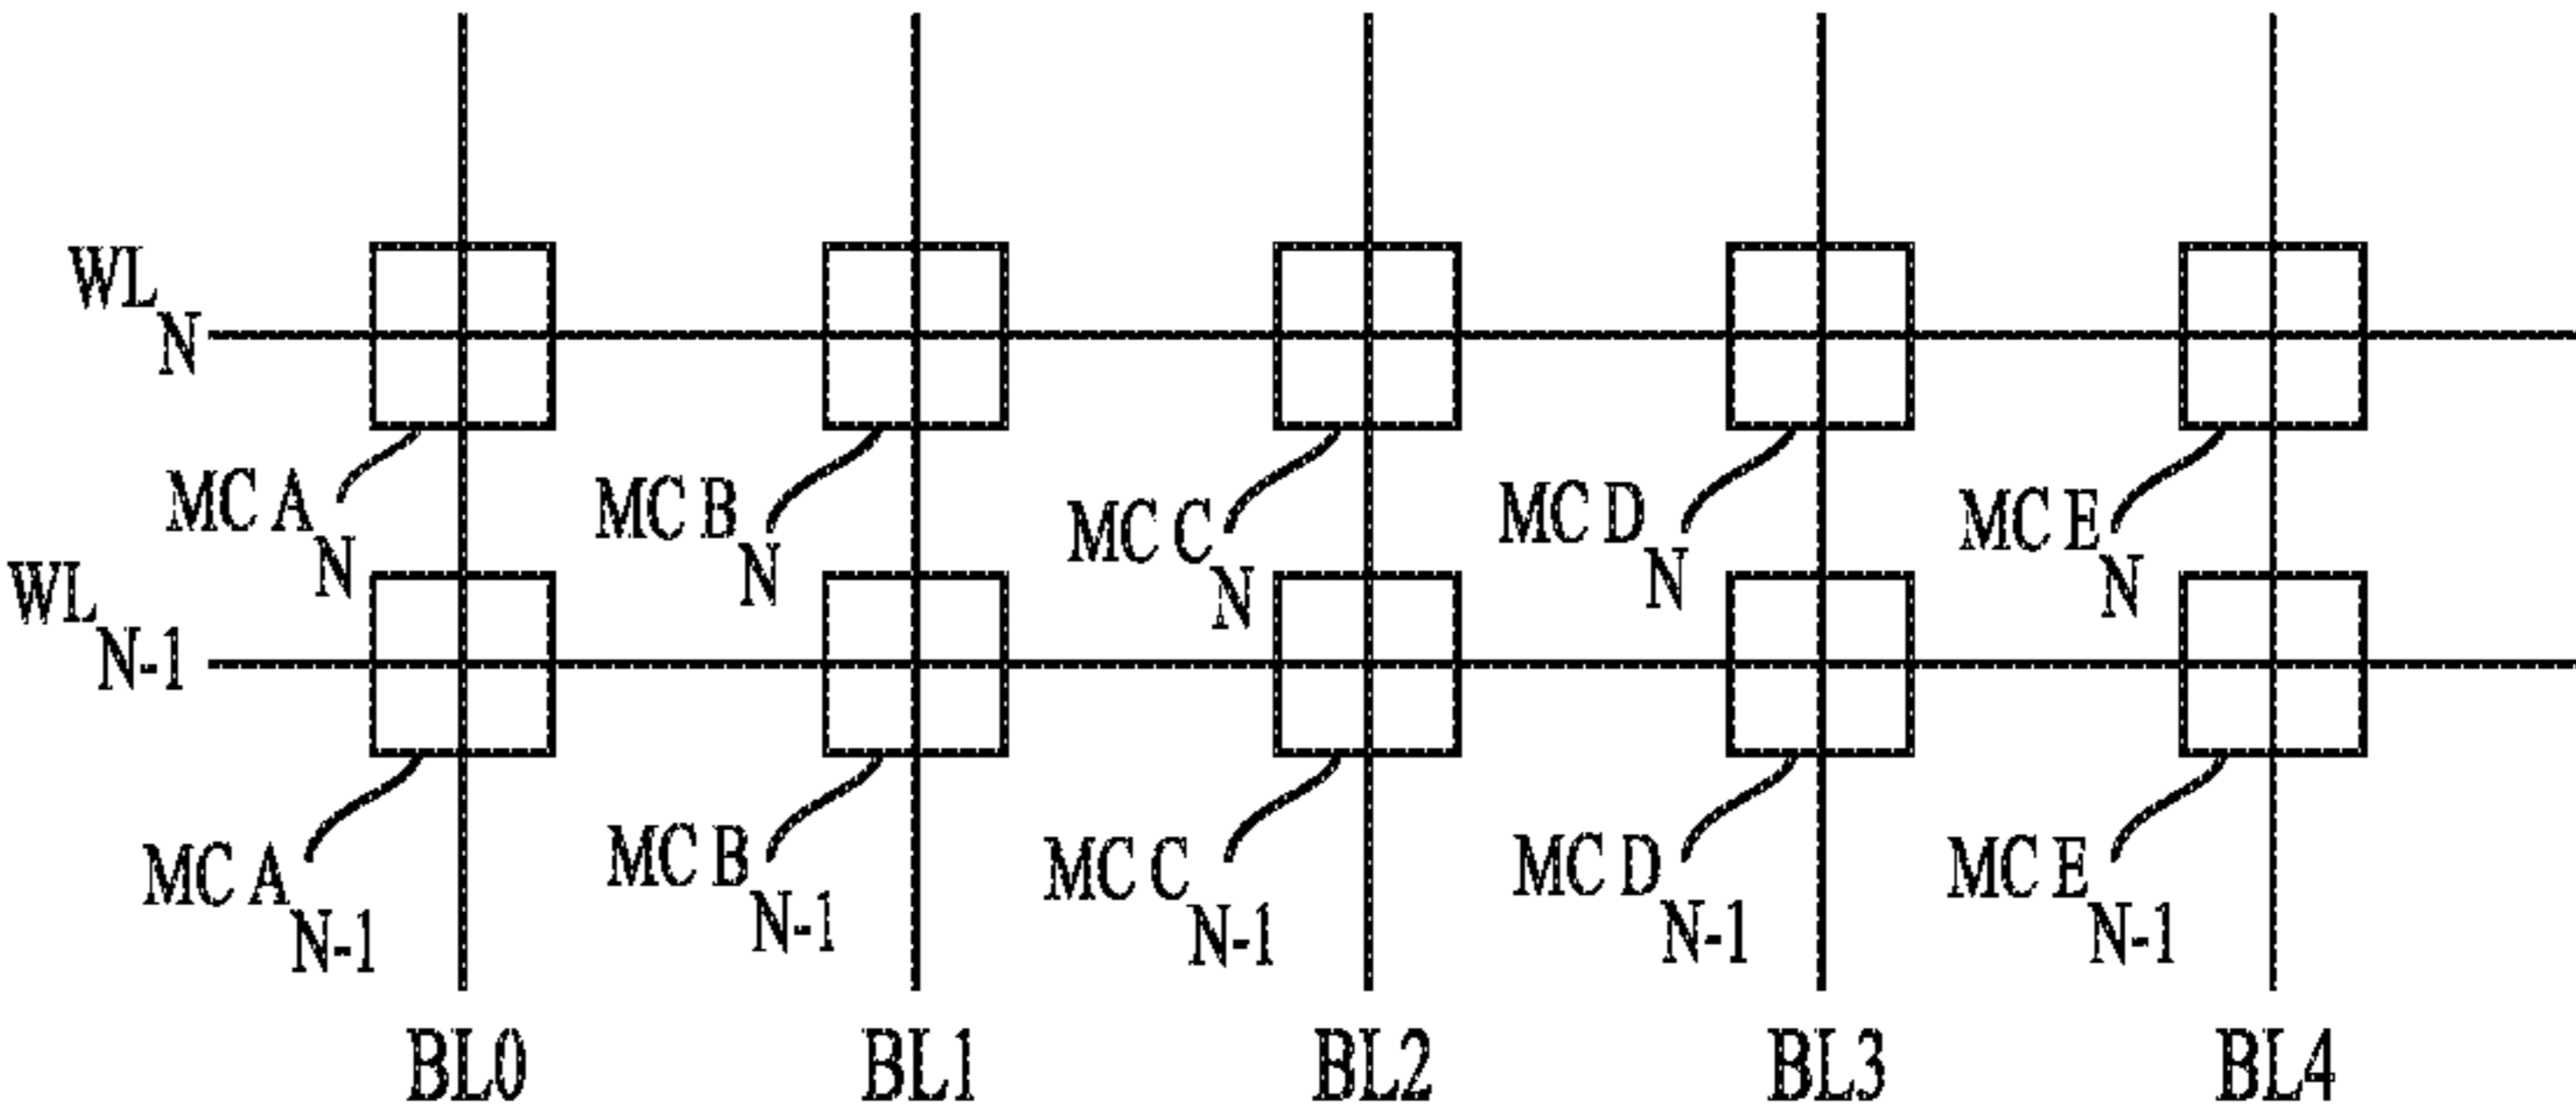 WL N
MC A N
MC B N
MC C N
MC D N
MC E N
WL N-1
MC A N-1
MC B N-1
MC C N-1
MC D N-1
MC E N-1
BL0 BL1 BL2 BL3 BL4